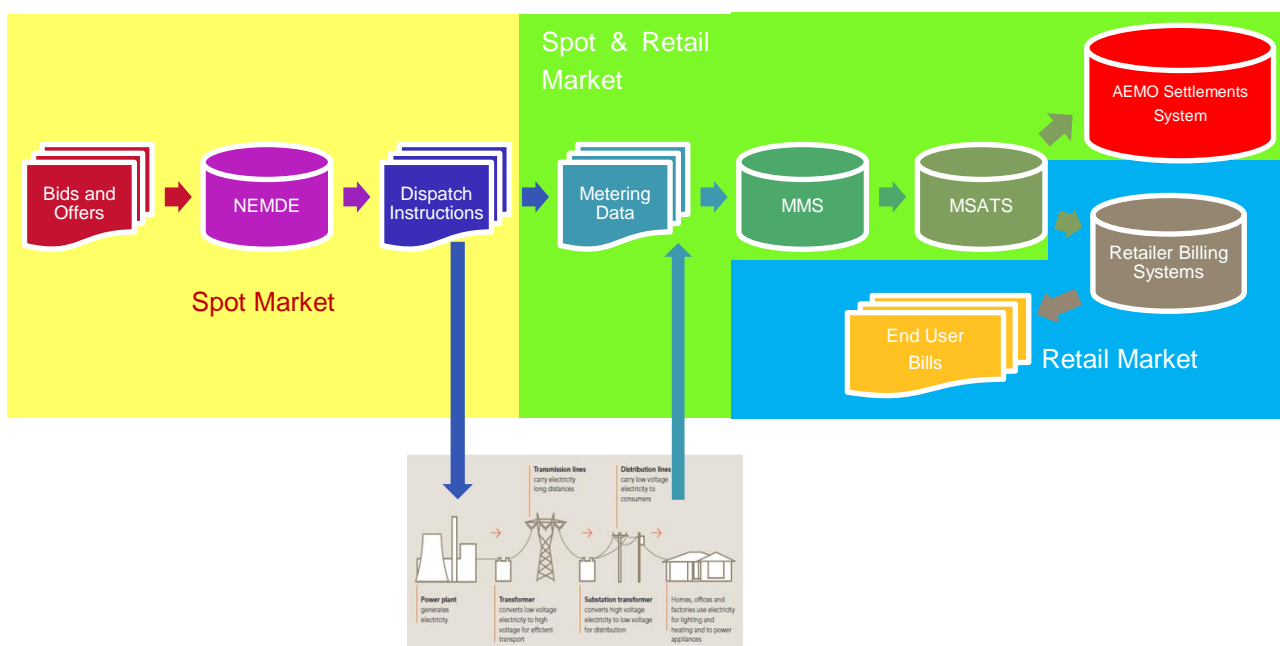 Spot & Retail
Market
AEMO Settlements
System
Bids and
Offers
NEMDE
Dispatch
Instructions
Metering
Data
MMS
MSATS
Retailer Billing
Systems
Spot Market
End User
Bills
Retail Market
Transmission lines
carry electricity
long distances
Distribution lines
carry low voltage
electricity to
consumers
Power plant
generates
electricity
Transformer
converts low voltage
electricity to high
voltage for efficient
transport
Substation transformer
converts high voltage
electricity to low voltage
for distribution
Homes, offices and
factories use electricity
for lighting and
heating and to power
appliances